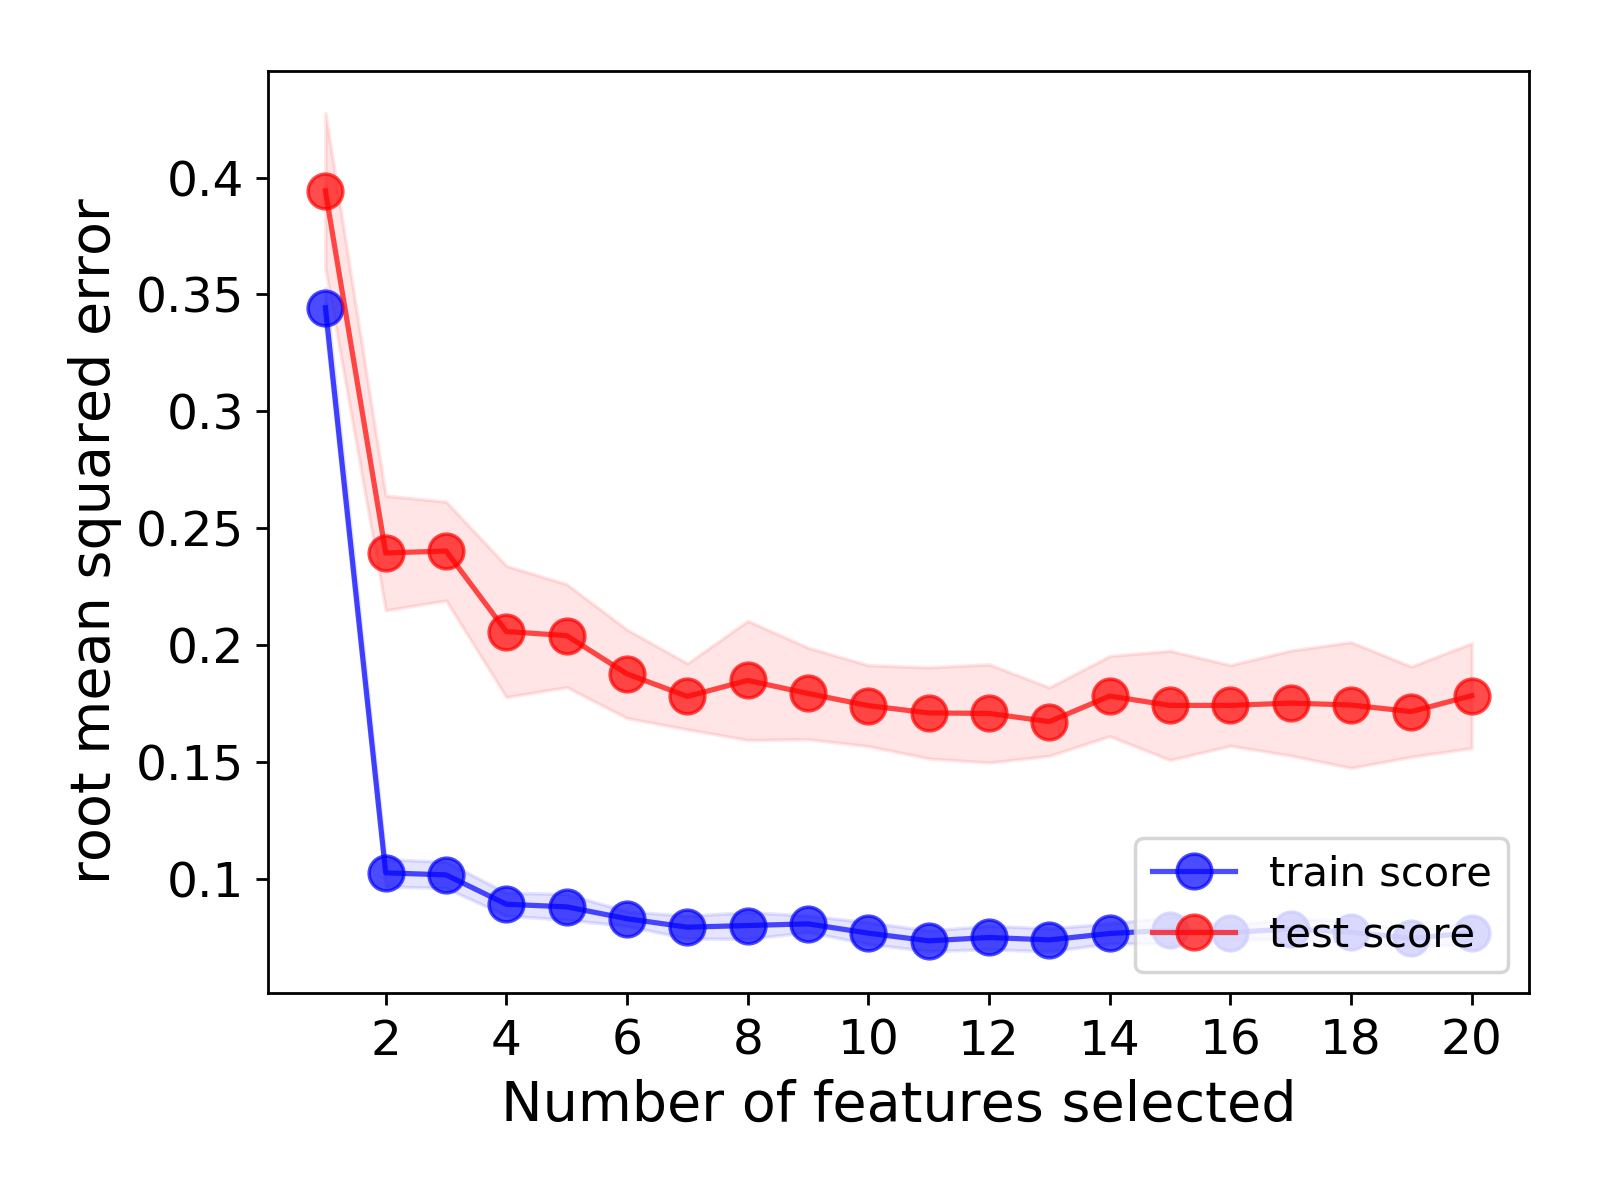 root mean squared error
0.4
0.35
0.3
0.25
0.2
0.15
0.1
train score
test score
2 4 6 8 10 12 14 16 18 20
Number of features selected